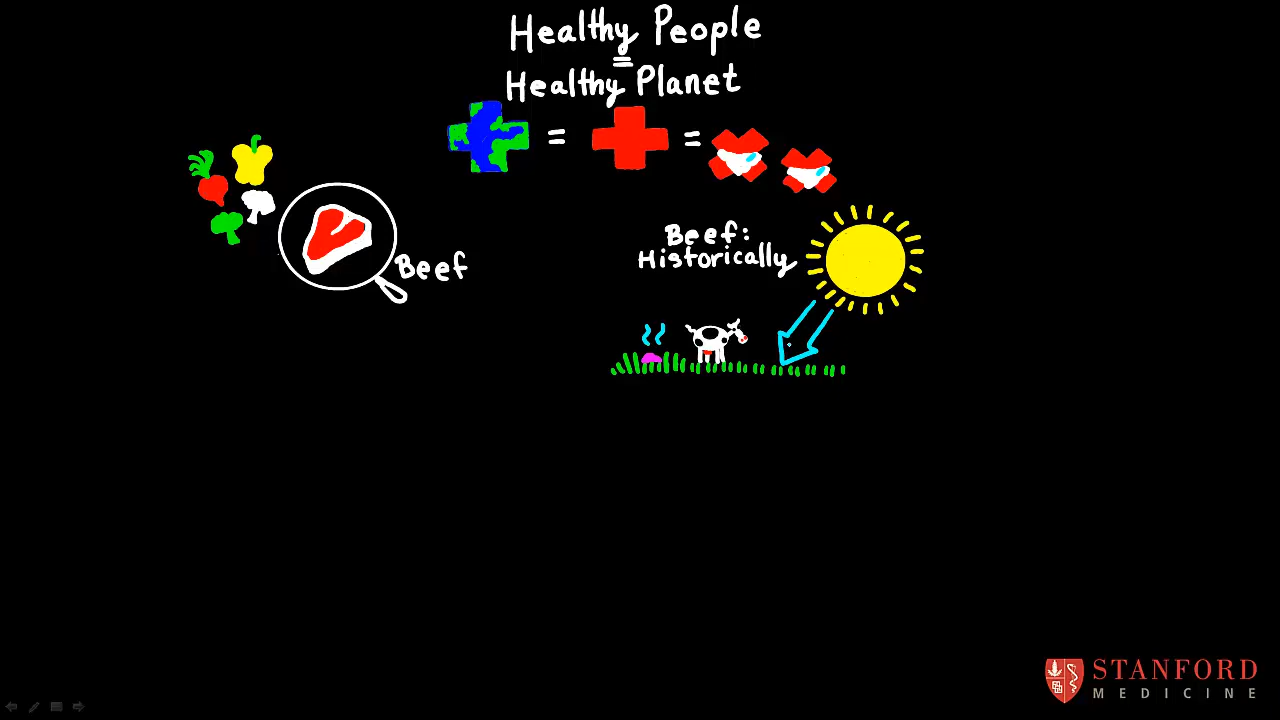 Healthy People
=
Healthy Planet
= =
Beef
Beef:
Historically
STANFORD
MEDICINE